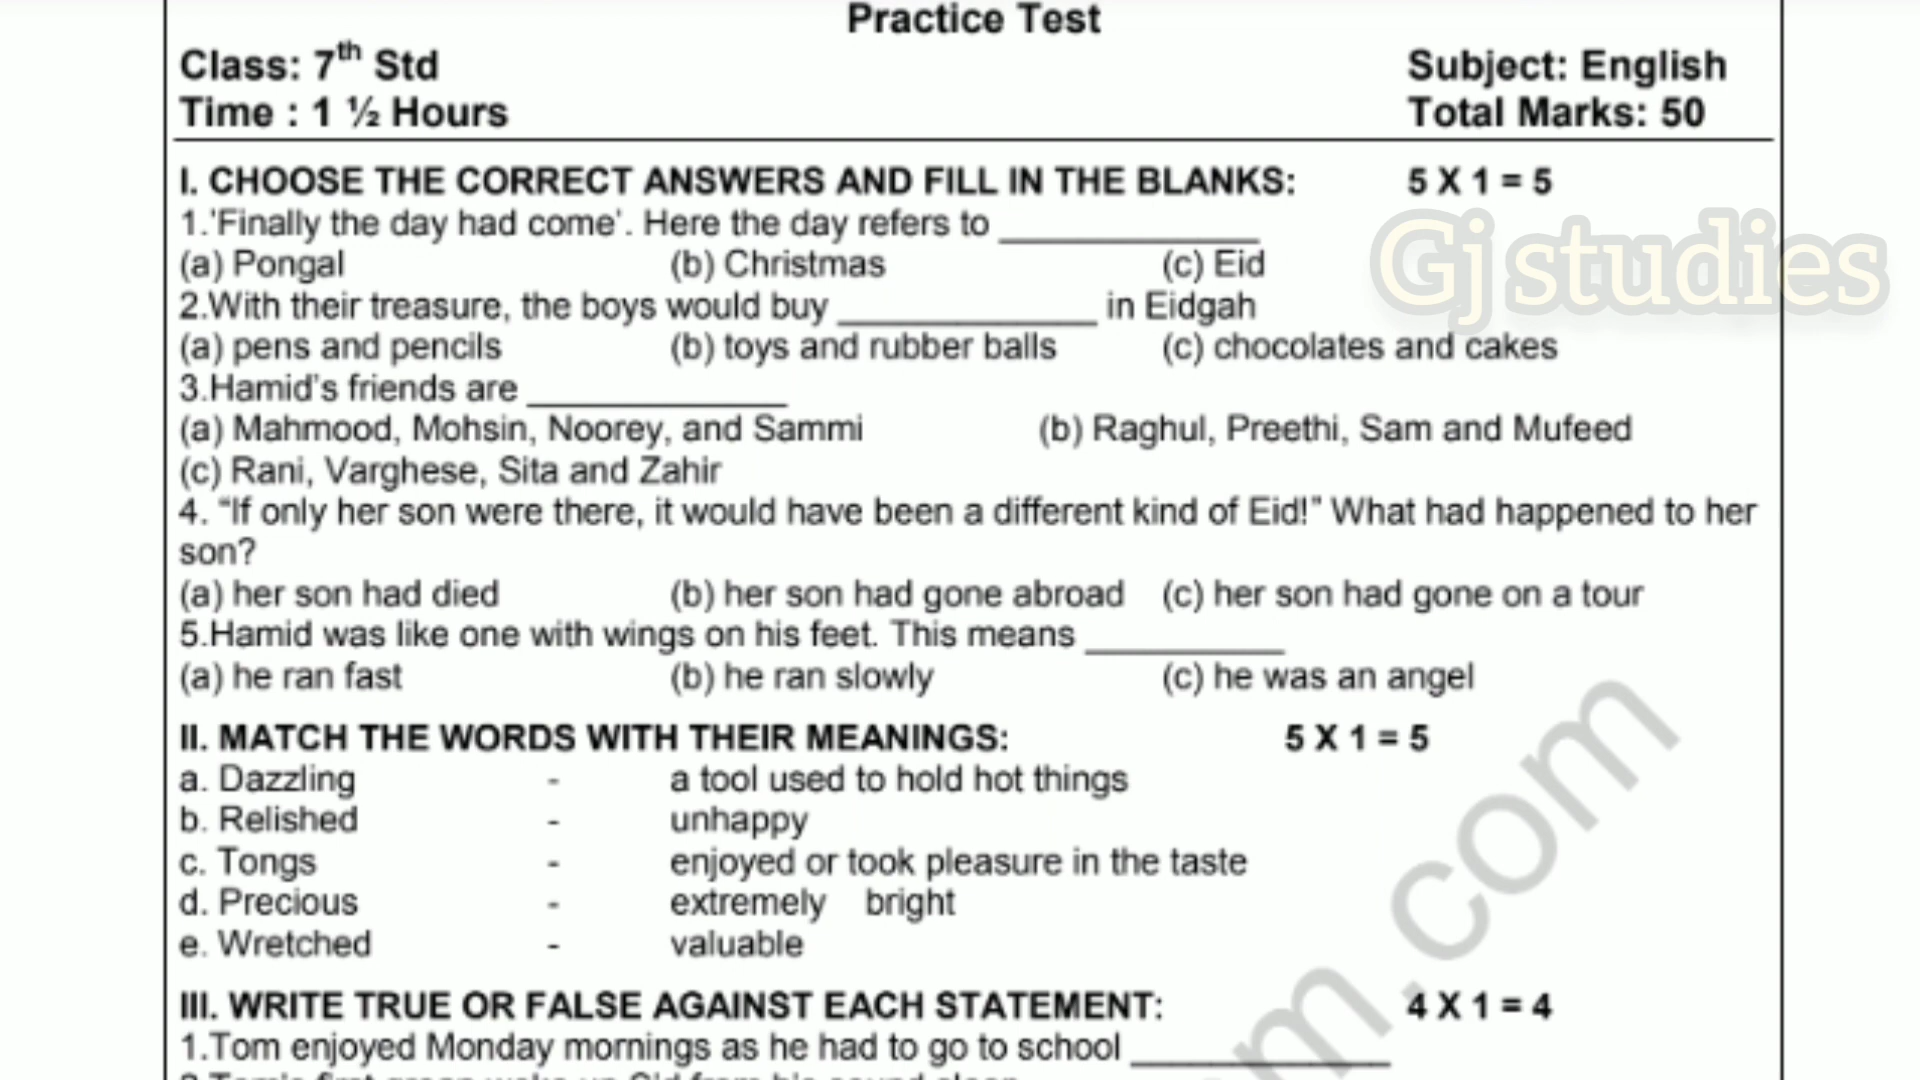 Practice Test
Class: 7th Std Subject: English
Time : 1 ½ Hours Total Marks: 50
I. CHOOSE THE CORRECT ANSWERS AND FILL IN THE BLANKS: 5 X 1 = 5
1.'Finally the day had come'. Here the day refers to _____________
Gj studies
(a) Pongal (b) Christmas (c) Eid
2.With their treasure, the boys would buy _____________ in Eidgah
(a) pens and pencils (b) toys and rubber balls (c) chocolates and cakes
3.Hamid's friends are _____________
(a) Mahmood, Mohsin, Noorey, and Sammi (b) Raghul, Preethi, Sam and Mufeed
(c) Rani, Varghese, Sita and Zahir
4. “If only her son were there, it would have been a different kind of Eid!” What had happened to her
son?
(a) her son had died (b) her son had gone abroad (c) her son had gone on a tour
5.Hamid was like one with wings on his feet. This means __________
(a) he ran fast (b) he ran slowly (c) he was an angel
II. MATCH THE WORDS WITH THEIR MEANINGS: 5 X 1 = 5
a. Dazzling - a tool used to hold hot things
b. Relished - unhappy
c. Tongs - enjoyed or took pleasure in the taste
d. Precious - extremely bright
e. Wretched - valuable
m.com
III. WRITE TRUE OR FALSE AGAINST EACH STATEMENT: 4 X 1 = 4
1.Tom enjoyed Monday mornings as he had to go to school _____________